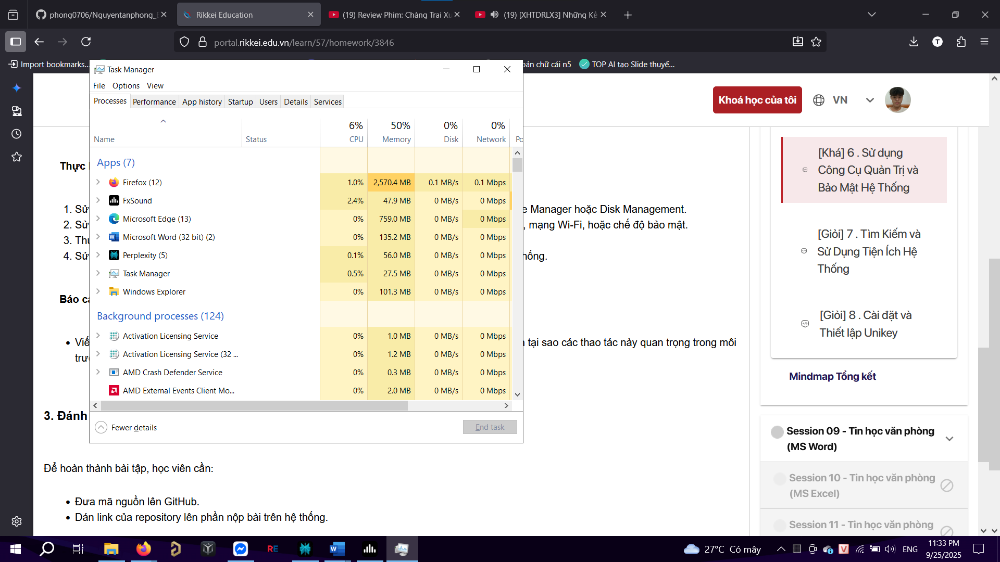 phong0706/Nguyentanphong_
Rikkei Education
(19) Review Phim: Chàng Trai Xu
(19) [XHTDRLX3] Những Kẻ
portal.rikkei.edu.vn/learn/57/homework/3846
T
Import bookmarks...
bản chữ cái n5
TOP AI tạo Slide thuyế...
Task Manager
File Options View
Processes Performance App history Startup Users Details Services
6% 50% 0% 0%
Name Status CPU Memory Disk Network Po
Apps (7)
Firefox (12) 1.0% 2,570.4 MB 0.1 MB/s 0.1 Mbps
FxSound 2.4% 47.9 MB 0 MB/s 0 Mbps
Microsoft Edge (13) 0% 759.0 MB 0 MB/s 0 Mbps
Microsoft Word (32 bit) (2) 0% 135.2 MB 0 MB/s 0 Mbps
Perplexity (5) 0.1% 56.0 MB 0 MB/s 0 Mbps
Task Manager 0.5% 27.5 MB 0 MB/s 0 Mbps
Windows Explorer 0% 101.3 MB 0 MB/s 0 Mbps
Background processes (124)
Activation Licensing Service 0% 1.0 MB 0 MB/s 0 Mbps
Activation Licensing Service (32 ... 0% 1.2 MB 0 MB/s 0 Mbps
AMD Crash Defender Service 0% 0.3 MB 0 MB/s 0 Mbps
AMD External Events Client Mo... 0% 2.0 MB 0 MB/s 0 Mbps
Fewer details
End task
Thực
1. Sử
e Manager hoặc Disk Management.
2. Sử
, mạng Wi-Fi, hoặc chế độ bảo mật.
3. Thu
4. Sử
hống.
Báo cá
Viế
tại sao các thao tác này quan trọng trong môi
trư
3. Đánh
Để hoàn thành bài tập, học viên cần:
Đưa mã nguồn lên GitHub.
Dán link của repository lên phần nộp bài trên hệ thống.
Khoá học của tôi
VN
[Khá] 6 . Sử dụng
Công Cụ Quản Trị và
Bảo Mật Hệ Thống
[Giỏi] 7 . Tìm Kiếm và
Sử Dụng Tiện Ích Hệ
Thống
[Giỏi] 8 . Cài đặt và
Thiết lập Unikey
Mindmap Tổng kết
Session 09 - Tin học văn phòng
(MS Word)
Session 10 - Tin học văn phòng
(MS Excel)
Session 11 - Tin học văn phòng
RE
27°C Có mây
V
ENG
11:33 PM
9/25/2025